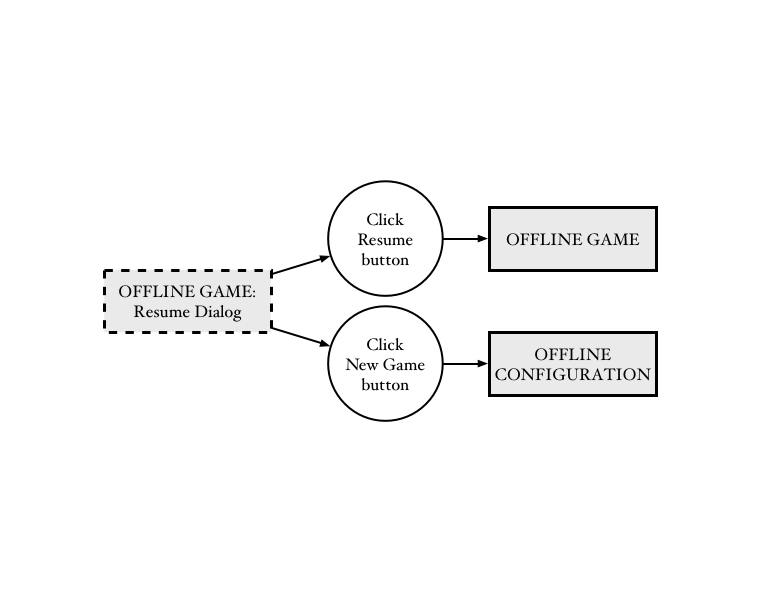 OFFLINE GAME:
Resume Dialog
Click
Resume
button
OFFLINE GAME
Click
New Game
button
OFFLINE
CONFIGURATION